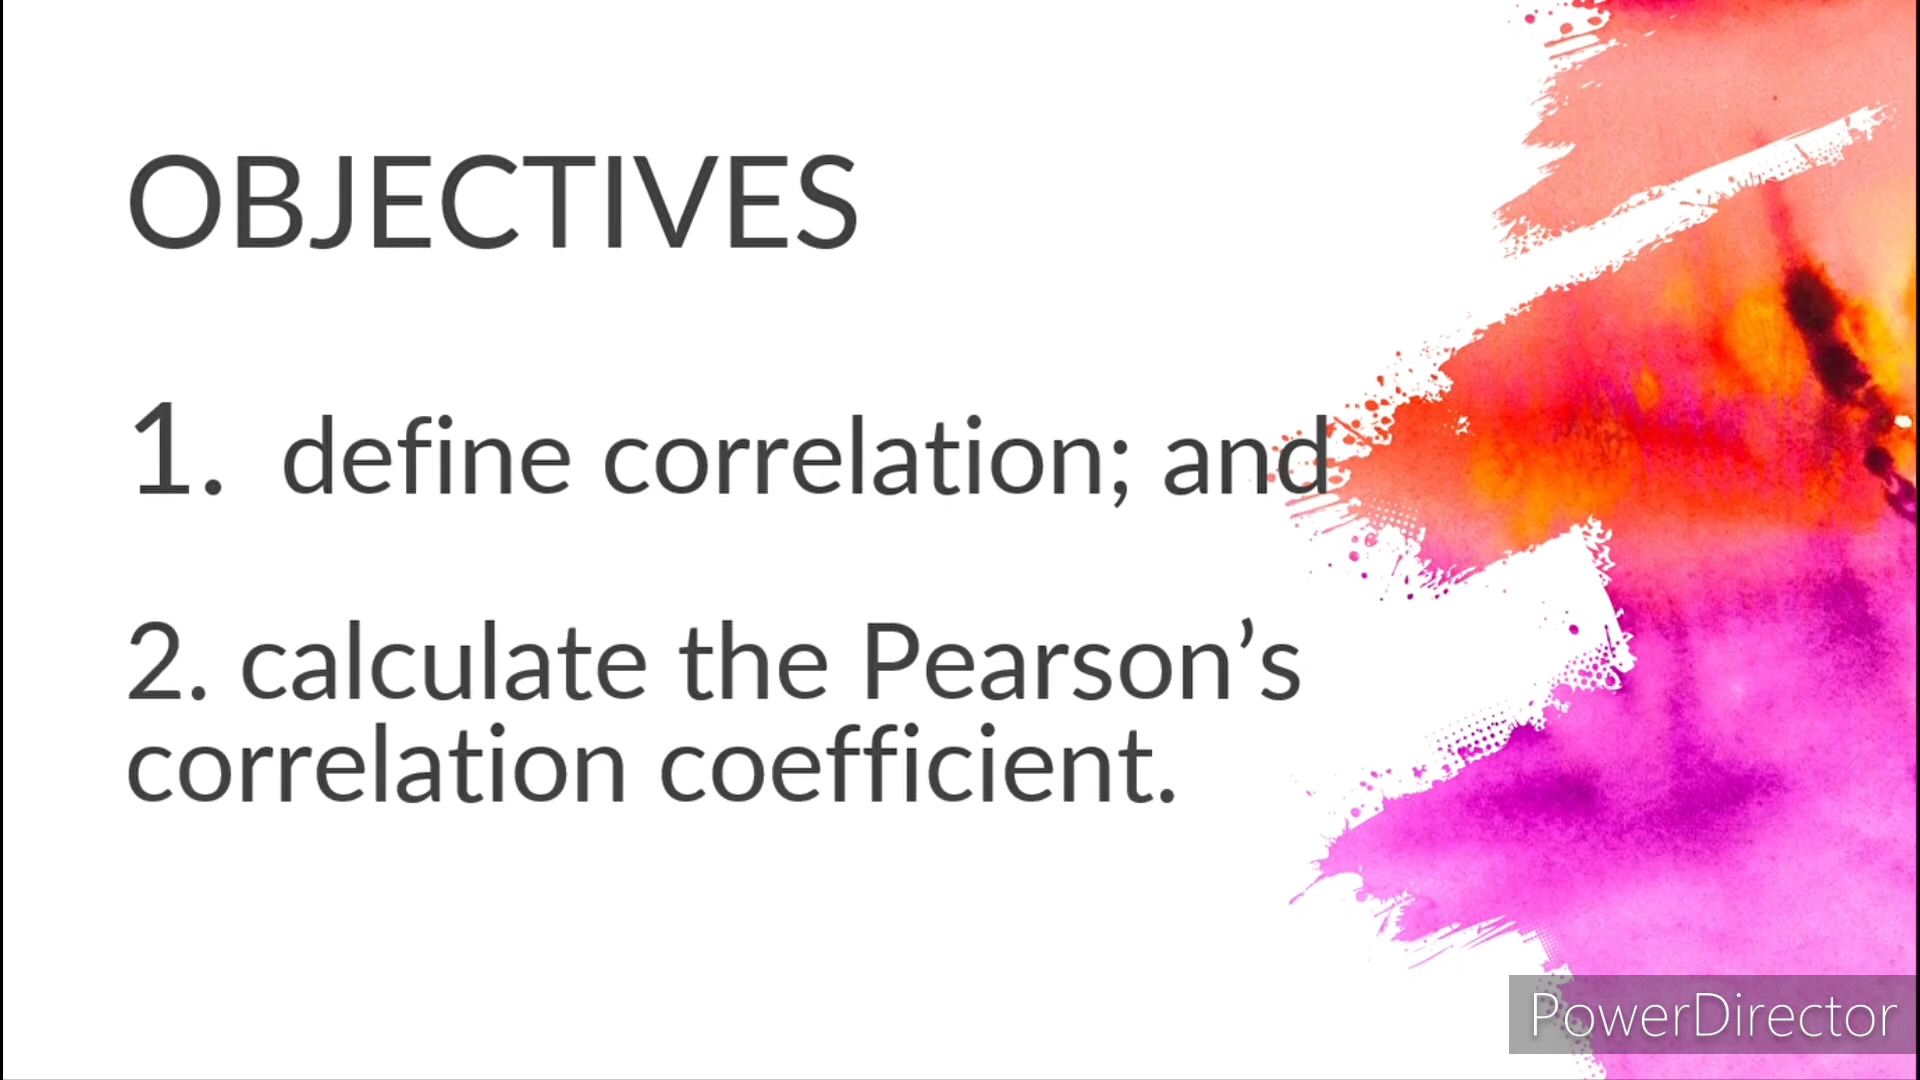 OBJECTIVES
1. define correlation; and
2. calculate the Pearson’s
correlation coefficient.
PowerDirector